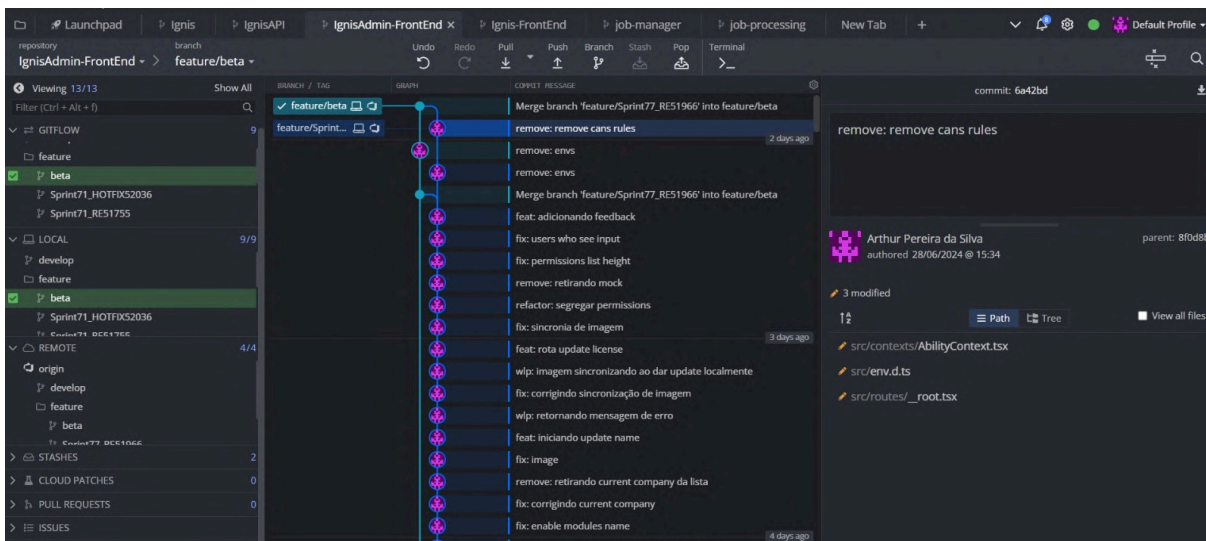 Launchpad Ignis IgnisAPI IgnisAdmin-FrontEnd × Ignis-FrontEnd job-manager job-processing New Tab + 8 Default Profile
repository branch Undo Redo Pull Push Branch Stash Pop Terminal
IgnisAdmin-FrontEnd > feature/beta
Viewing 13/13 Show All
Filter (Ctrl + Alt + f)
GITFLOW 9
feature
beta
Sprint71_HOTFIX52036
Sprint71_RE51755
LOCAL 9/9
develop
feature
beta
Sprint71_HOTFIX52036
Sprint71_RE51755
REMOTE 4/4
origin
develop
feature
beta
Sprint77_RE51966
STASHES 2
CLOUD PATCHES 0
PULL REQUESTS 0
ISSUES
BRANCH / TAG GRAPH COMMIT MESSAGE
feature/beta Merge branch 'feature/Sprint77_RE51966' into feature/beta
feature/Sprint... remove: remove cans rules
2 days ago
remove: envs
remove: envs
Merge branch 'feature/Sprint77_RE51966' into feature/beta
feat: adicionando feedback
fix: users who see input
fix: permissions list height
remove: retirando mock
refactor: segregar permissions
fix: sincronia de imagem
3 days ago
feat: rota update license
wlp: imagem sincronizando ao dar update localmente
fix: corrigindo sincronização de imagem
wlp: retornando mensagem de erro
feat: iniciando update name
fix: image
remove: retirando current company da lista
fix: corrigindo current company
fix: enable modules name
4 days ago
commit: 6a42bd
remove: remove cans rules
Arthur Pereira da Silva parent: 8f0d8
authored 28/06/2024 @ 15:34
3 modified
Path Tree View all files
src/contexts/AbilityContext.tsx
src/env.d.ts
src/routes/__root.tsx